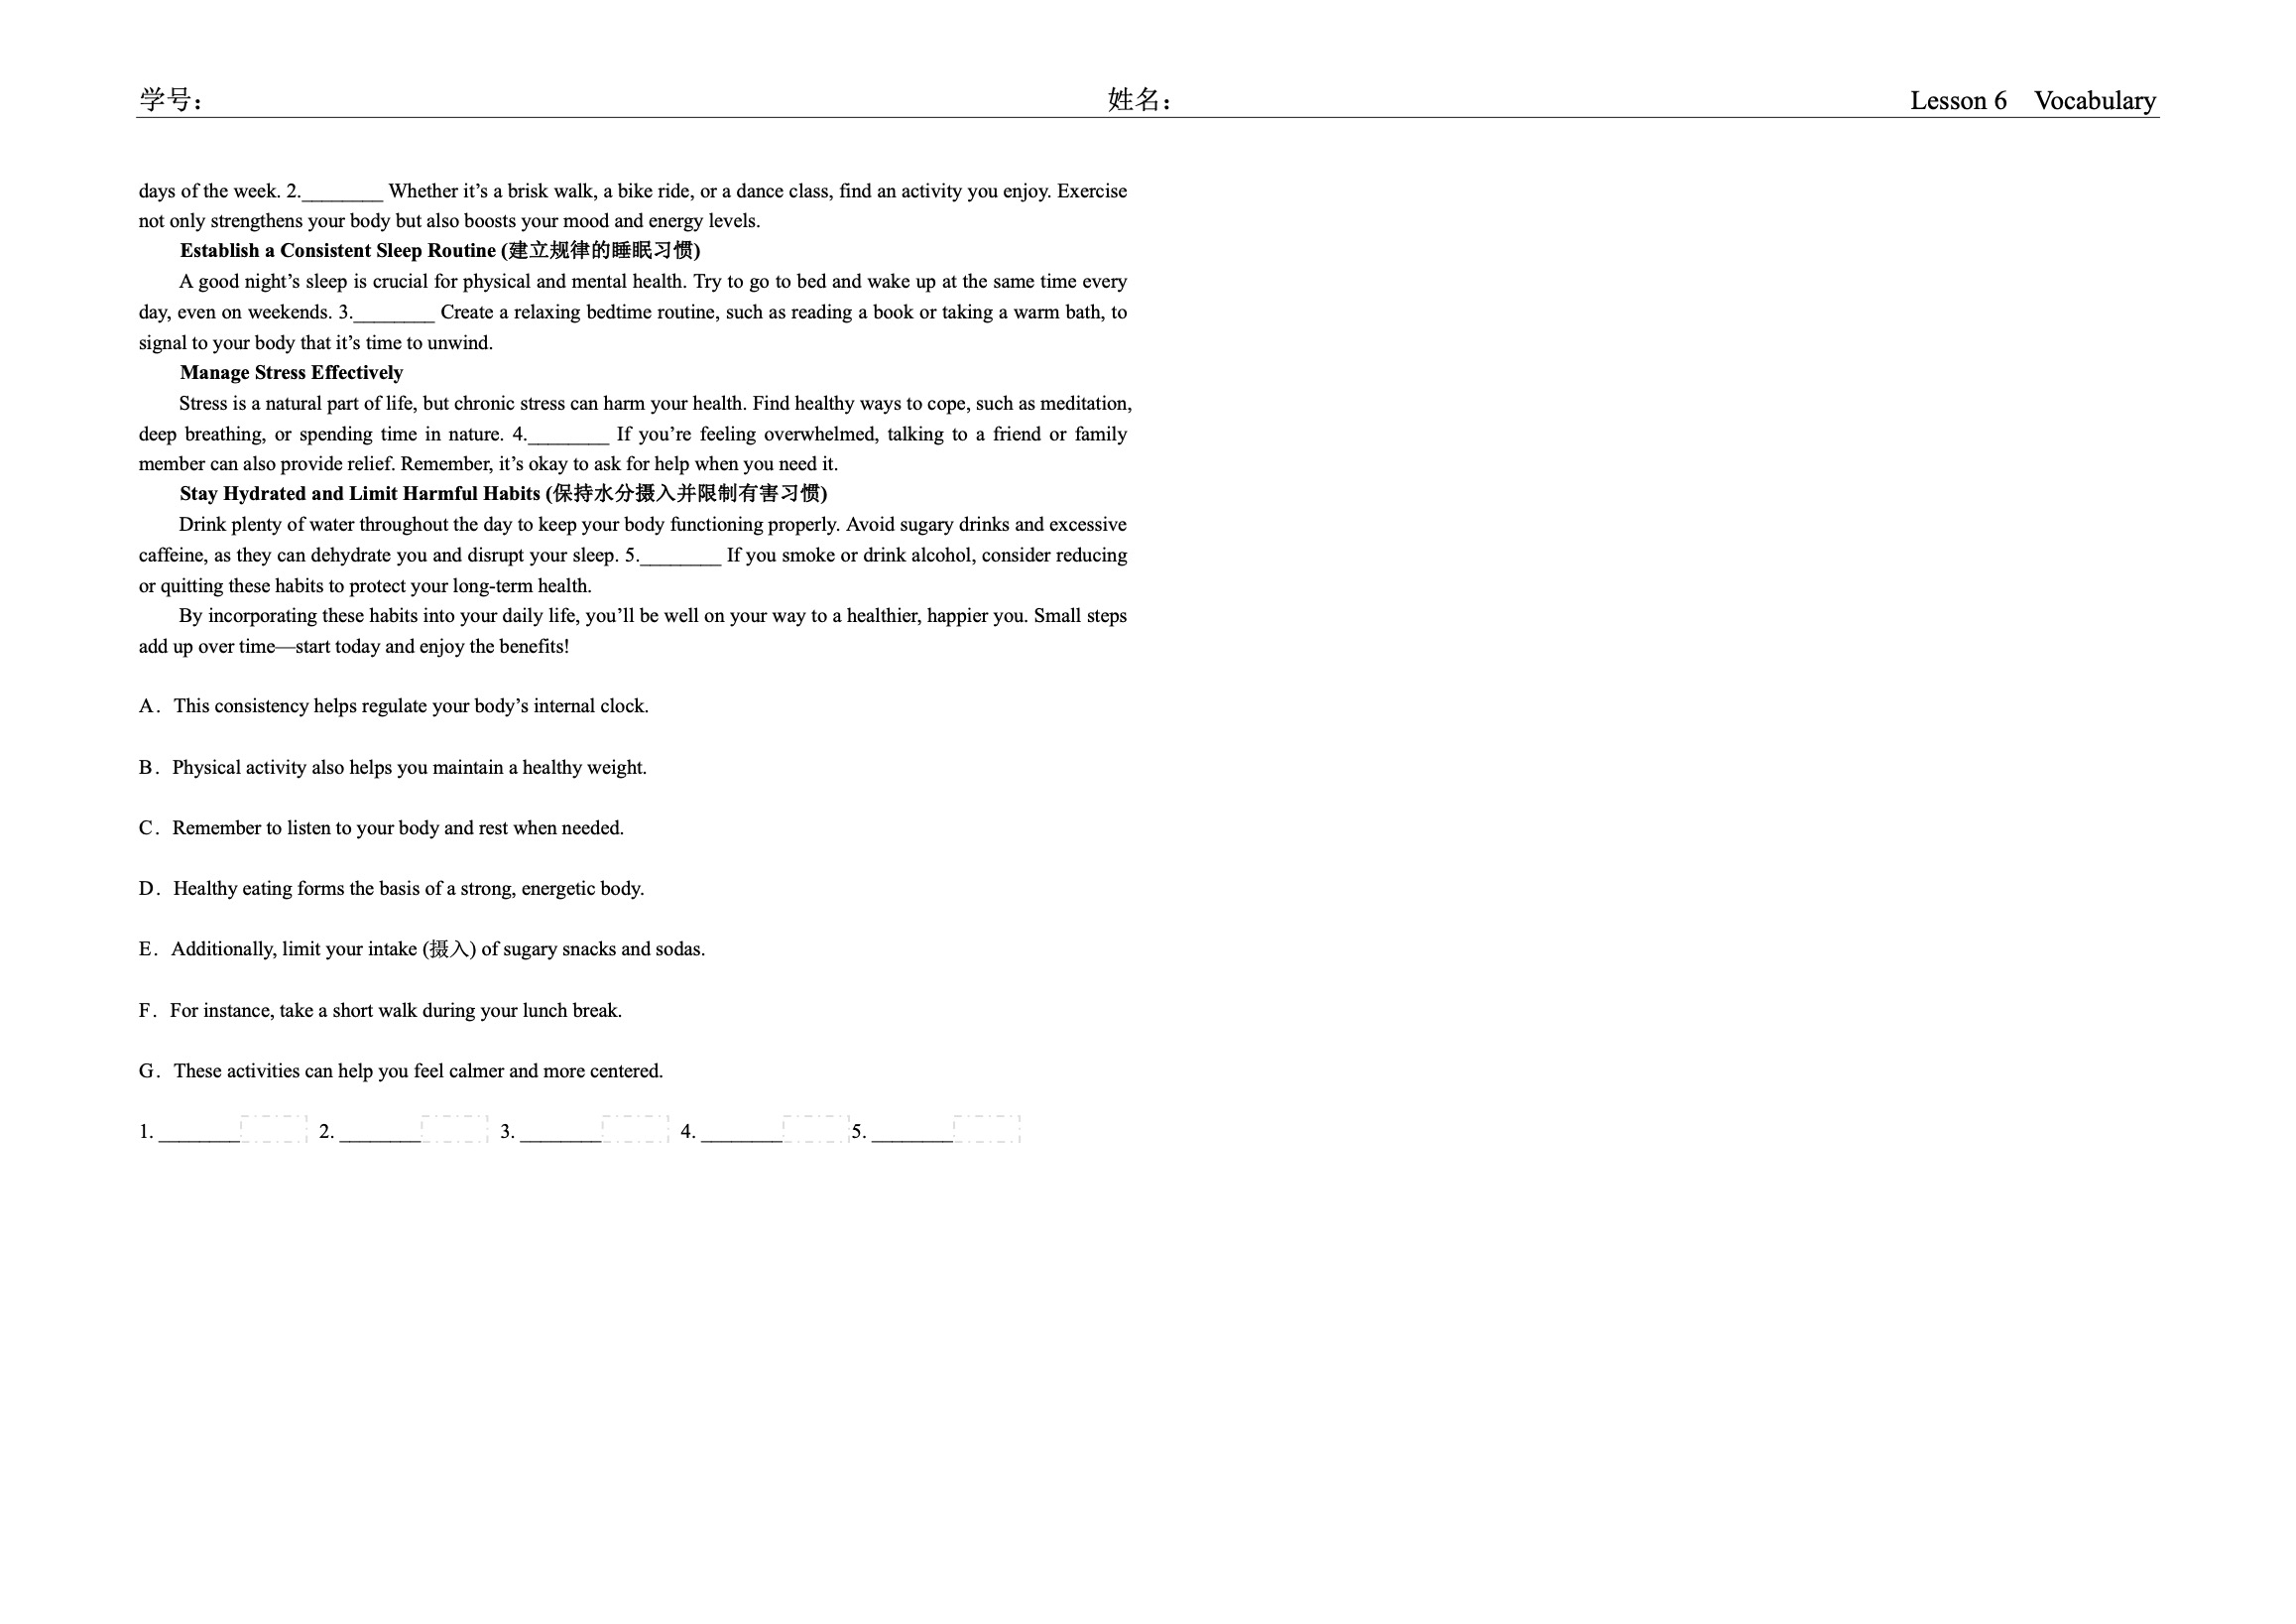 学号： 姓名： Lesson 6 Vocabulary
days of the week. 2.________ Whether it’s a brisk walk, a bike ride, or a dance class, find an activity you enjoy. Exercise
not only strengthens your body but also boosts your mood and energy levels.
Establish a Consistent Sleep Routine (建立规律的睡眠习惯)
A good night’s sleep is crucial for physical and mental health. Try to go to bed and wake up at the same time every
day, even on weekends. 3.________ Create a relaxing bedtime routine, such as reading a book or taking a warm bath, to
signal to your body that it’s time to unwind.
Manage Stress Effectively
Stress is a natural part of life, but chronic stress can harm your health. Find healthy ways to cope, such as meditation,
deep breathing, or spending time in nature. 4.________ If you’re feeling overwhelmed, talking to a friend or family
member can also provide relief. Remember, it’s okay to ask for help when you need it.
Stay Hydrated and Limit Harmful Habits (保持水分摄入并限制有害习惯)
Drink plenty of water throughout the day to keep your body functioning properly. Avoid sugary drinks and excessive
caffeine, as they can dehydrate you and disrupt your sleep. 5.________ If you smoke or drink alcohol, consider reducing
or quitting these habits to protect your long-term health.
By incorporating these habits into your daily life, you’ll be well on your way to a healthier, happier you. Small steps
add up over time—start today and enjoy the benefits!
A．This consistency helps regulate your body’s internal clock.
B．Physical activity also helps you maintain a healthy weight.
C．Remember to listen to your body and rest when needed.
D．Healthy eating forms the basis of a strong, energetic body.
E．Additionally, limit your intake (摄入) of sugary snacks and sodas.
F．For instance, take a short walk during your lunch break.
G．These activities can help you feel calmer and more centered.
1. ________ 2. ________ 3. ________ 4. ________ 5. ________